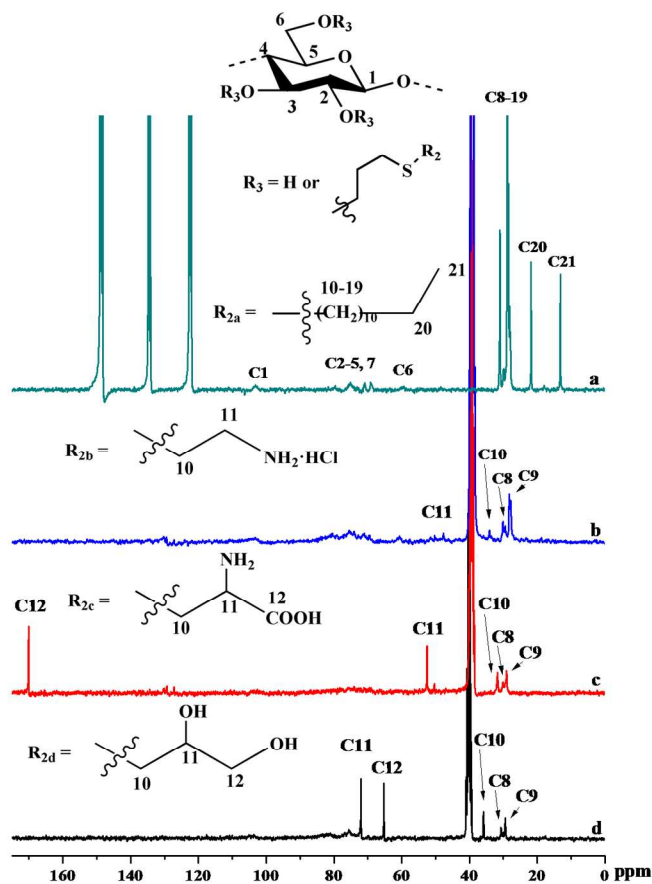 6
OR₃
4
5
O
1
O
R₃O
3
2
OR₃
C8-19
R₃ = H or
S
R₂
21
C20
C21
10-19
R₂ₐ =
(CH₂)₁₀
20
C1
C2-5, 7
C6
a
11
R₂b =
10
NH₂·HCl
C11
C10
C8
C9
b
NH₂
C12
R₂c =
11
12
COOH
10
C11
C10
C8
C9
c
OH
R₂d =
11
OH
10
12
C11
C12
C10
C8
C9
d
160 140 120 100 80 60 40 20 0 ppm